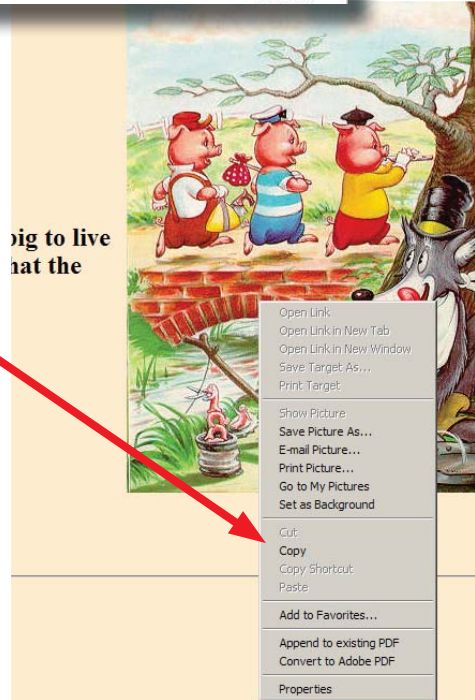 big to live
hat the
Open Link
Open Link in New Tab
Open Link in New Window
Save Target As...
Print Target
Show Picture
Save Picture As...
E-mail Picture...
Print Picture...
Go to My Pictures
Set as Background
Cut
Copy
Copy Shortcut
Paste
Add to Favorites...
Append to existing PDF
Convert to Adobe PDF
Properties